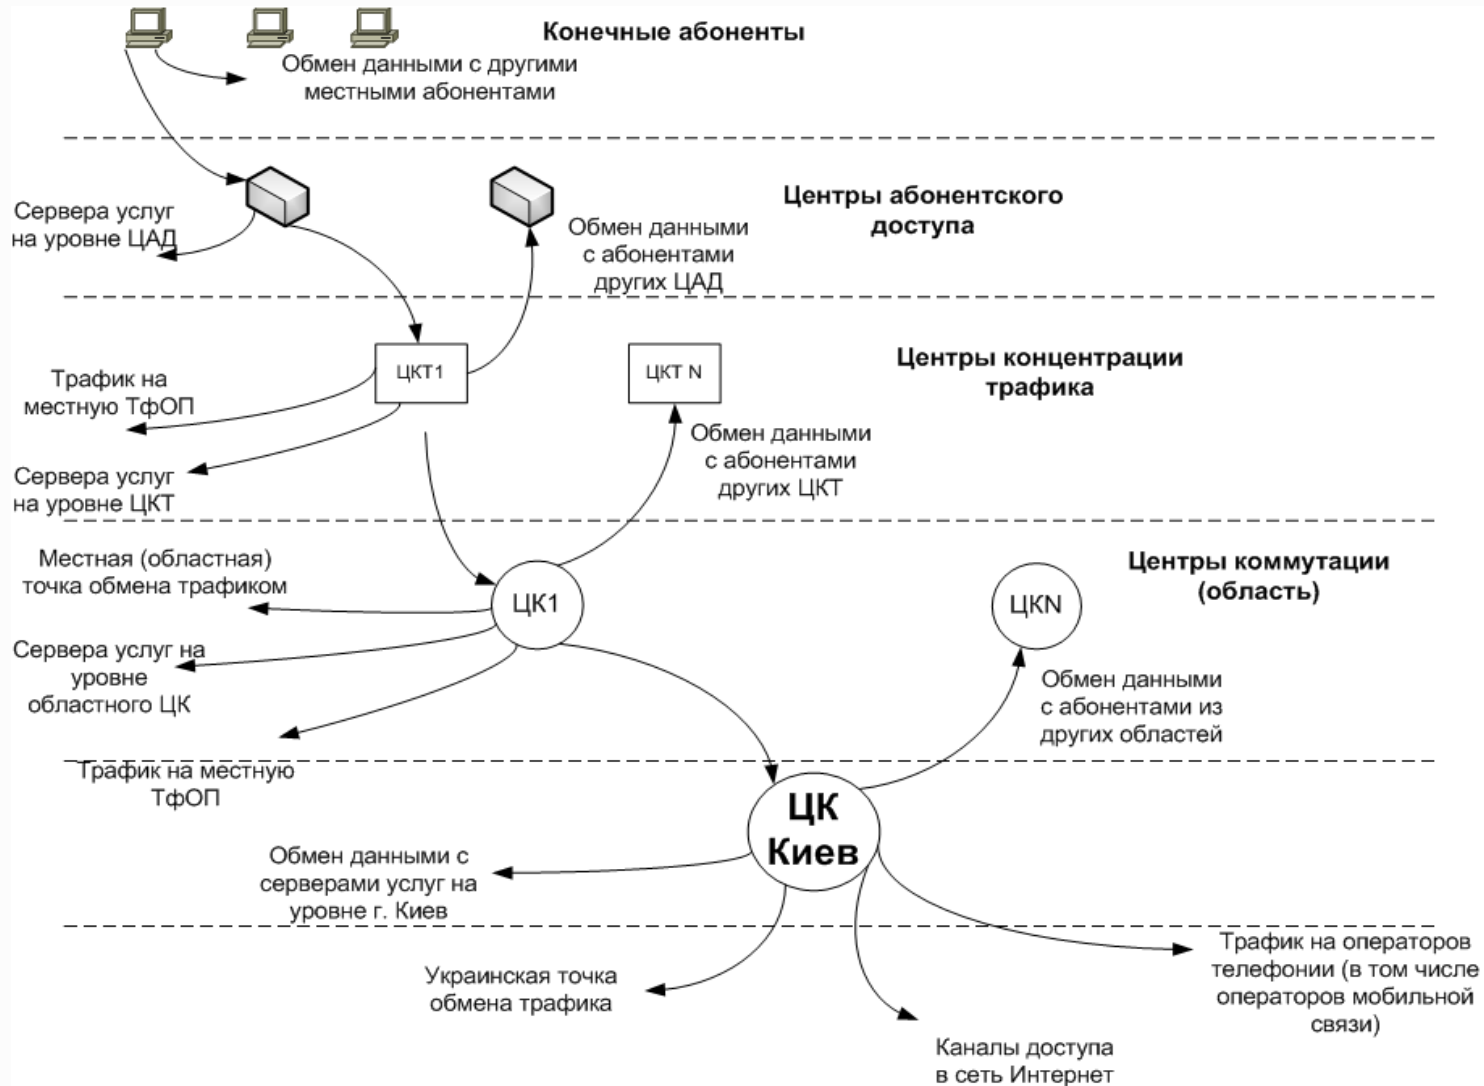 Конечные абоненты
Обмен данными с другими
местными абонентами
Центры абонентского
доступа
Сервера услуг
на уровне ЦАД
Обмен данными
с абонентами
других ЦАД
Центры концентрации
трафика
ЦКТ1
ЦКТ N
Трафик на
местную ТфОП
Обмен данными
с абонентами
других ЦКТ
Сервера услуг
на уровне ЦКТ
Местная (областная)
точка обмена трафиком
Центры коммутации
(область)
ЦК1
ЦКN
Сервера услуг на
уровне
областного ЦК
Обмен данными
с абонентами из
других областей
Трафик на местную
ТфОП
ЦК
Киев
Обмен данными с
серверами услуг на
уровне г. Киев
Украинская точка
обмена трафика
Трафик на операторов
телефонии (в том числе
операторов мобильной
связи)
Каналы доступа
в сеть Интернет